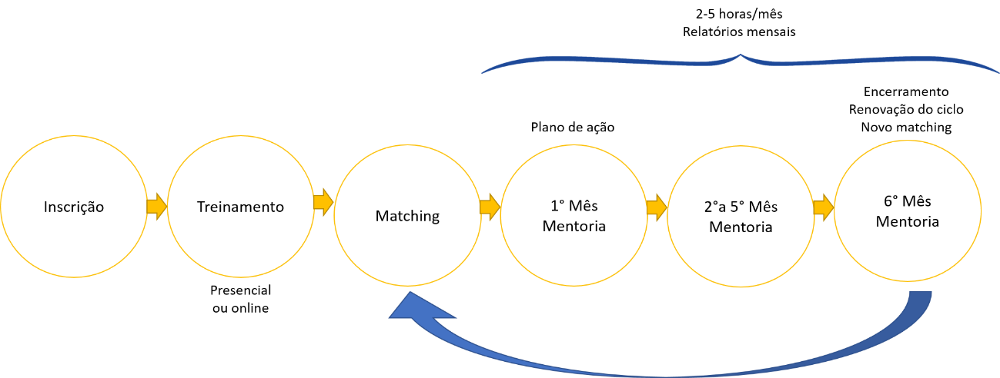 2-5 horas/mês
Relatórios mensais
Encerramento
Renovação do ciclo
Novo matching
Plano de ação
Inscrição
Treinamento
Matching
1° Mês
Mentoria
2°a 5° Mês
Mentoria
6° Mês
Mentoria
Presencial
ou online